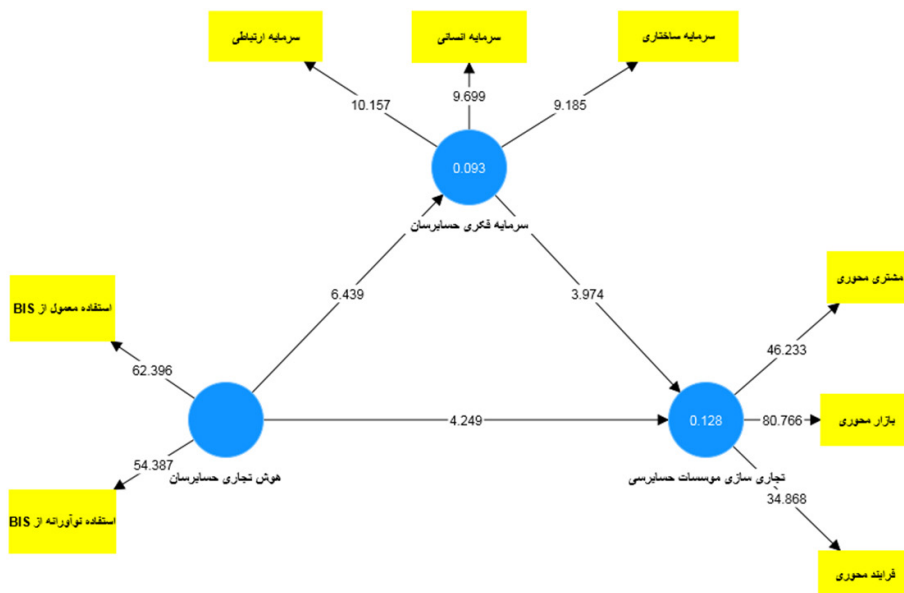 سرمایه ارتباطی
سرمایه انسانی
سرمایه ساختاری
10.157
9.699
9.185
0.093
سرمایه فکری حسابرسان
6.439
3.974
استفاده معمول از BIS
مشتری محوری
62.396
46.233
4.249
0.128
80.766
بازار محوری
54.387
هوش تجاری حسابرسان
تجاری سازی موسسات حسابرسی
34.868
استفاده نوآورانه از BIS
فرایند محوری